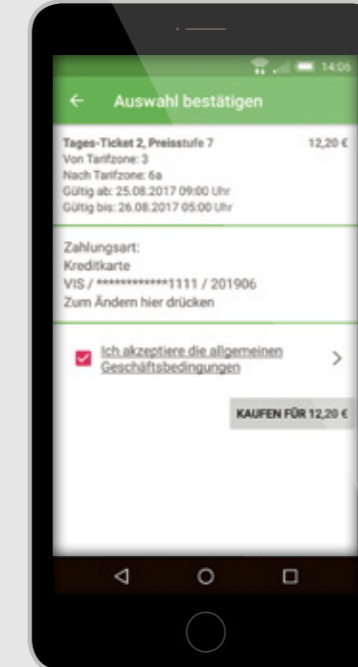 14:06
Auswahl bestätigen
Tages-Ticket 2, Preisstufe 7 12,20 €
Von Tarifzone: 3
Nach Tarifzone: 6a
Gültig ab: 25.08.2017 09:00 Uhr
Gültig bis: 26.08.2017 05:00 Uhr
Zahlungsart:
Kreditkarte
VIS / ************1111 / 201906
Zum Ändern hier drücken
Ich akzeptiere die allgemeinen
Geschäftsbedingungen
KAUFEN FÜR 12,20 €